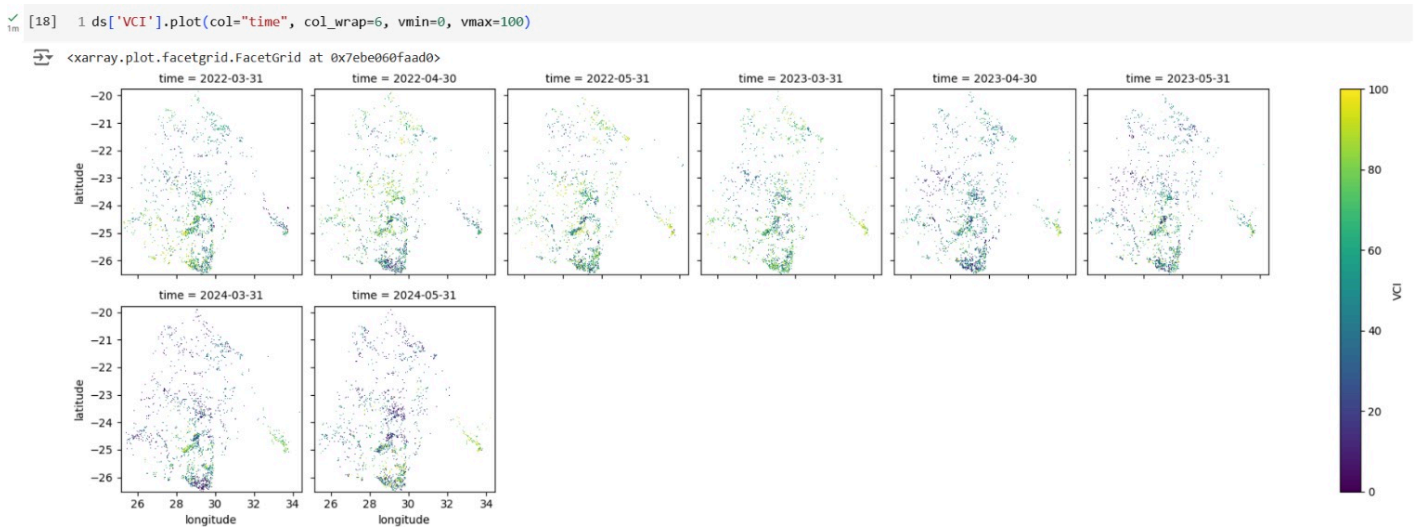 [18] 1 ds['VCI'].plot(col="time", col_wrap=6, vmin=0, vmax=100)
1m
<xarray.plot.facetgrid.FacetGrid at 0x7ebe060faad0>
time = 2022-03-31 time = 2022-04-30 time = 2022-05-31 time = 2023-03-31 time = 2023-04-30 time = 2023-05-31
−20
−21
−22
−23
−24
−25
−26
latitude
time = 2024-03-31 time = 2024-05-31
−20
−21
−22
−23
−24
−25
−26
latitude
26 28 30 32 34 26 28 30 32 34
longitude longitude
100
80
60
40
20
0
VCI